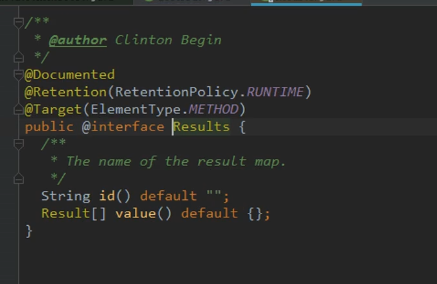 /**
 * @author Clinton Begin
 */
@Documented
@Retention(RetentionPolicy.RUNTIME)
@Target(ElementType.METHOD)
public @interface Results {
  /**
   * The name of the result map.
   */
  String id() default "";
  Result[] value() default {};
}